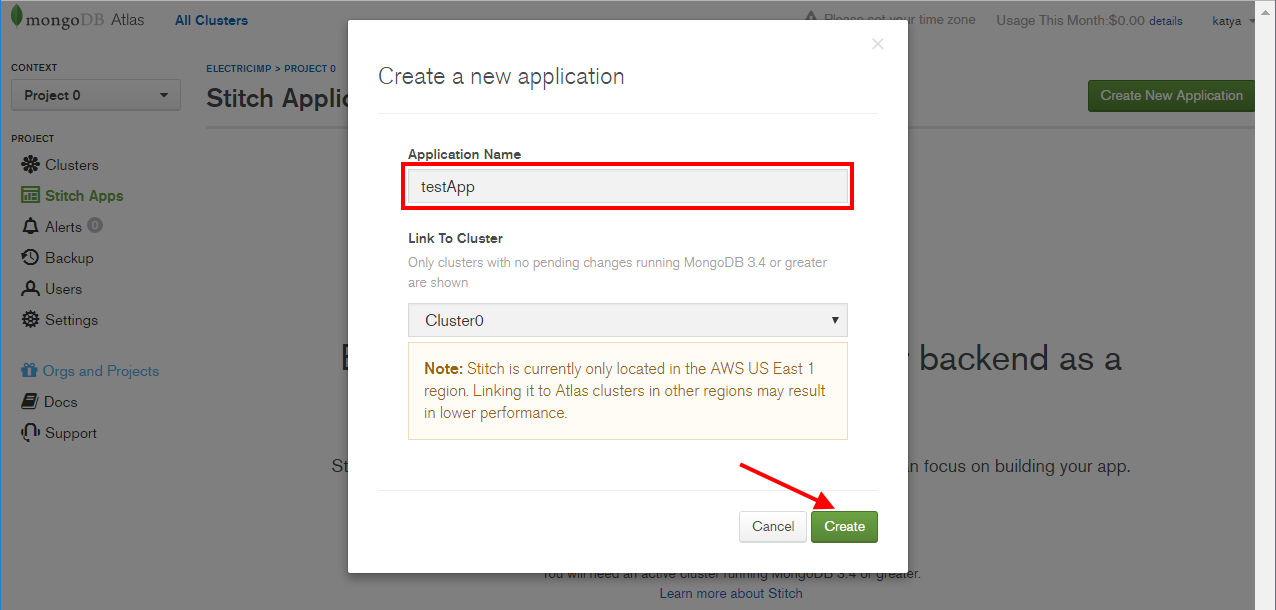 mongoDB Atlas
All Clusters
Please set your time zone
Usage This Month:$0.00 details
katya
CONTEXT
Project 0
PROJECT
Clusters
Stitch Apps
Alerts 0
Backup
Users
Settings
Orgs and Projects
Docs
Support
ELECTRICIMP > PROJECT 0
Stitch Applic
Create New Application
Create a new application
Application Name
testApp
Link To Cluster
Only clusters with no pending changes running MongoDB 3.4 or greater
are shown
Cluster0
Note: Stitch is currently only located in the AWS US East 1
region. Linking it to Atlas clusters in other regions may result
in lower performance.
Cancel
Create
backend as a
St
n focus on building your app.
You will need an active cluster running MongoDB 3.4 or greater.
Learn more about Stitch